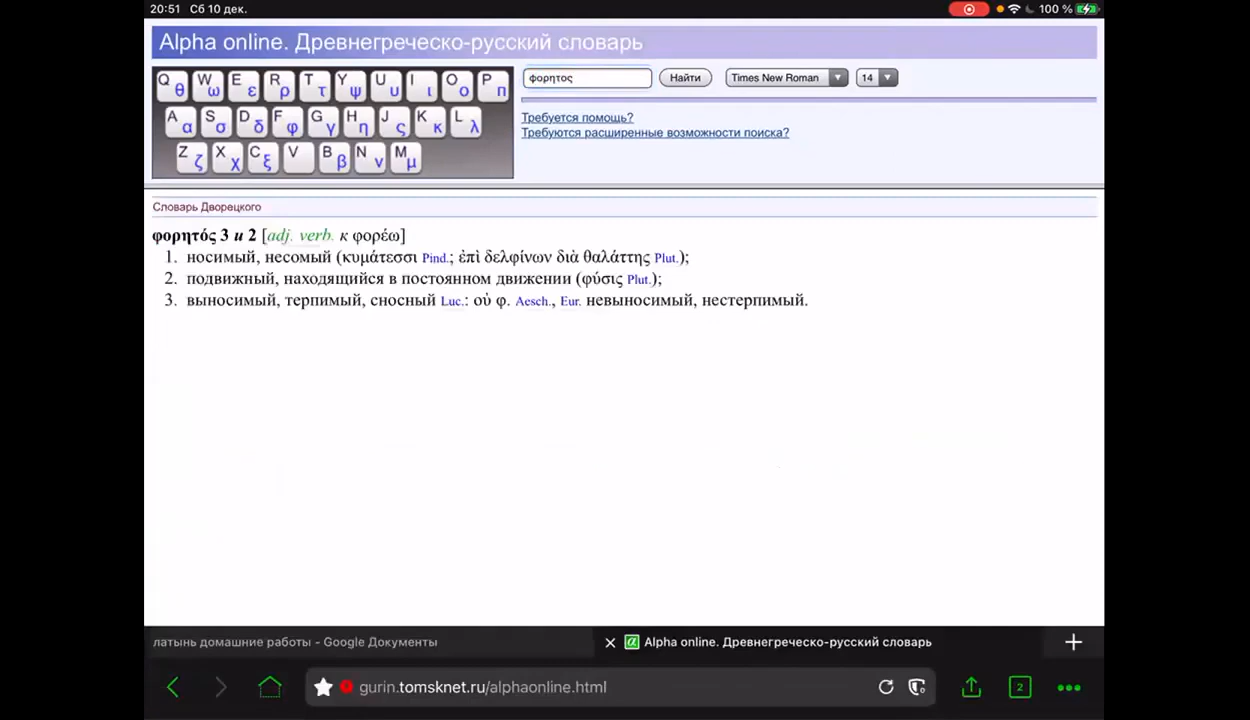 20:51 Сб 10 дек. 100 %
Alpha online. Древнегреческо-русский словарь
Q θ W ω E ε R ρ T τ Y ψ U υ I ι O ο P π
A α S σ D δ F φ G γ H η J ς K κ L λ
Z ζ X χ C ξ V B β N ν M μ
φορητος Найти Times New Roman 14
Требуется помощь?
Требуются расширенные возможности поиска?
Словарь Дворецкого
φορητός 3 и 2 [adj. verb. к φορέω]
1. носимый, несомый (κυμάτεσσι Pind.; ἐπὶ δελφίνων διὰ θαλάττης Plut.);
2. подвижный, находящийся в постоянном движении (φύσις Plut.);
3. выносимый, терпимый, сносный Luc.: οὐ φ. Aesch., Eur. невыносимый, нестерпимый.
латынь домашние работы - Google Документы
Alpha online. Древнегреческо-русский словарь
gurin.tomsknet.ru/alphaonline.html
2